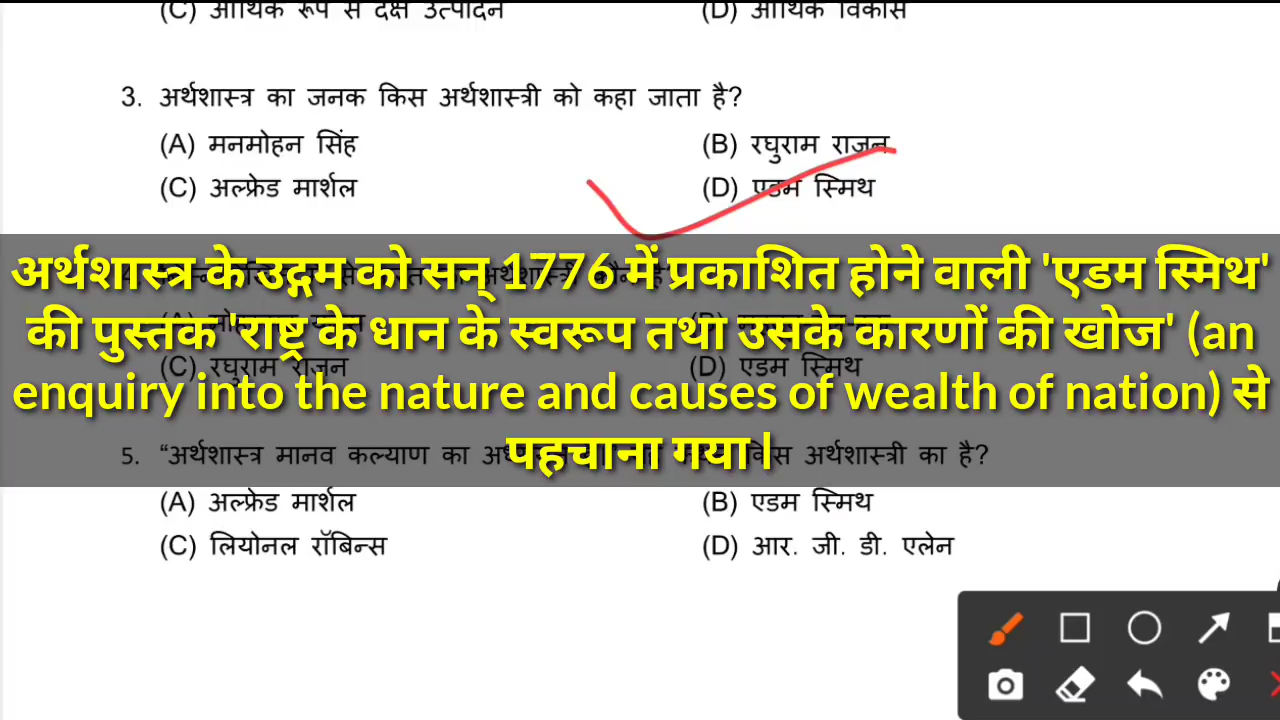 (C) आर्थिक रूप से दक्ष उत्पादन (D) आर्थिक विकास
3. अर्थशास्त्र का जनक किस अर्थशास्त्री को कहा जाता है?
(A) मनमोहन सिंह (B) रघुराम राजन
(C) अल्फ्रेड मार्शल (D) एडम स्मिथ
अर्थशास्त्र के उद्गम को सन् 1776 में प्रकाशित होने वाली 'एडम स्मिथ'
की पुस्तक "राष्ट्र के धान के स्वरूप तथा उसके कारणों की खोज' (an
(C) रघुराम राजन (D) एडम स्मिथ
enquiry into the nature and causes of wealth of nation) से
पहचाना गया।
5. “अर्थशास्त्र मानव कल्याण का किस अर्थशास्त्री का है?
(A) अल्फ्रेड मार्शल (B) एडम स्मिथ
(C) लियोनल रॉबिन्स (D) आर. जी. डी. एलेन